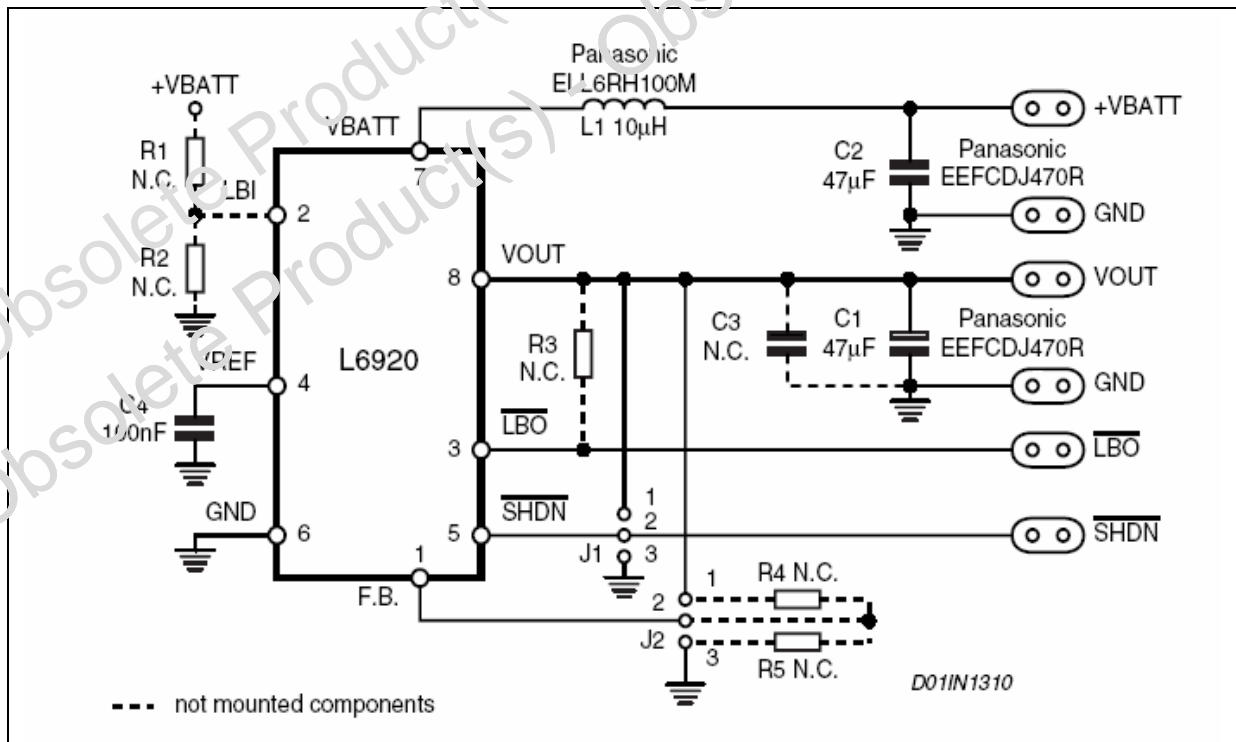 Obsolete Product(s) - Obs
Obsolete Product(s)
Panasonic
ELL6RH100M
L1 10µH
+VBATT
VBATT
7
+VBATT
R1
N.C.
LBI
2
C2
47µF
Panasonic
EEFCDJ470R
GND
R2
N.C.
VOUT
8
VOUT
L6920
R3
N.C.
C3
N.C.
C1
47µF
Panasonic
EEFCDJ470R
GND
VREF
4
C4
100nF
LBO
3
LBO
GND
6
SHDN
5
1
2
J1
3
SHDN
1
F.B.
1
2
J2
3
R4 N.C.
R5 N.C.
D01IN1310
not mounted components